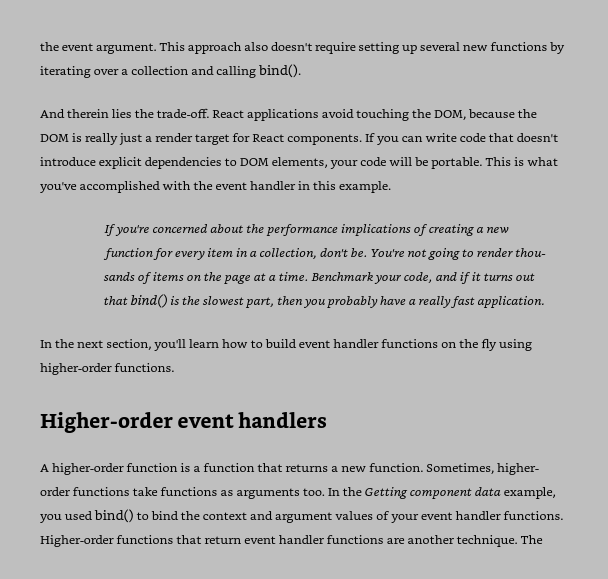 the event argument. This approach also doesn't require setting up several new functions by
iterating over a collection and calling bind().
And therein lies the trade-off. React applications avoid touching the DOM, because the
DOM is really just a render target for React components. If you can write code that doesn't
introduce explicit dependencies to DOM elements, your code will be portable. This is what
you've accomplished with the event handler in this example.
If you're concerned about the performance implications of creating a new
function for every item in a collection, don't be. You're not going to render thou-
sands of items on the page at a time. Benchmark your code, and if it turns out
that bind() is the slowest part, then you probably have a really fast application.
In the next section, you'll learn how to build event handler functions on the fly using
higher-order functions.
Higher-order event handlers
A higher-order function is a function that returns a new function. Sometimes, higher-
order functions take functions as arguments too. In the Getting component data example,
you used bind() to bind the context and argument values of your event handler functions.
Higher-order functions that return event handler functions are another technique. The